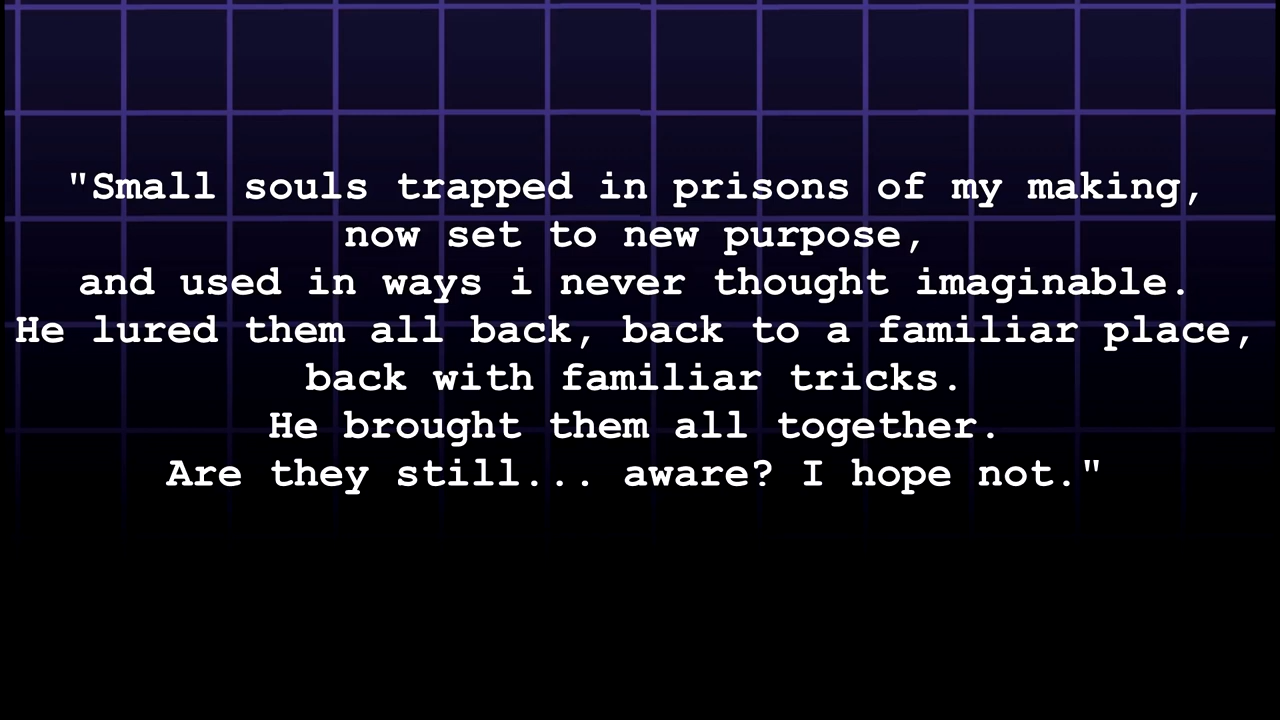 "Small souls trapped in prisons of my making,
now set to new purpose,
and used in ways i never thought imaginable.
He lured them all back, back to a familiar place,
back with familiar tricks.
He brought them all together.
Are they still... aware? I hope not."